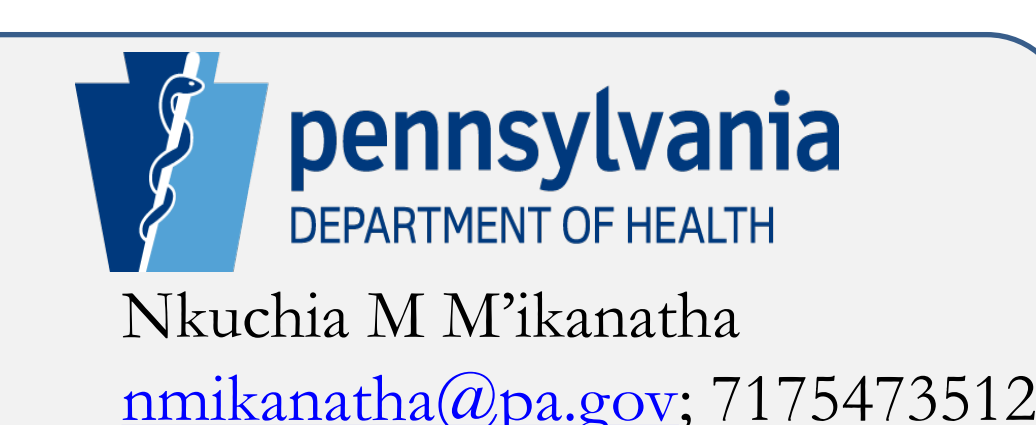 pennsylvania
DEPARTMENT OF HEALTH
Nkuchia M M’ikanatha
nmikanatha@pa.gov; 7175473512